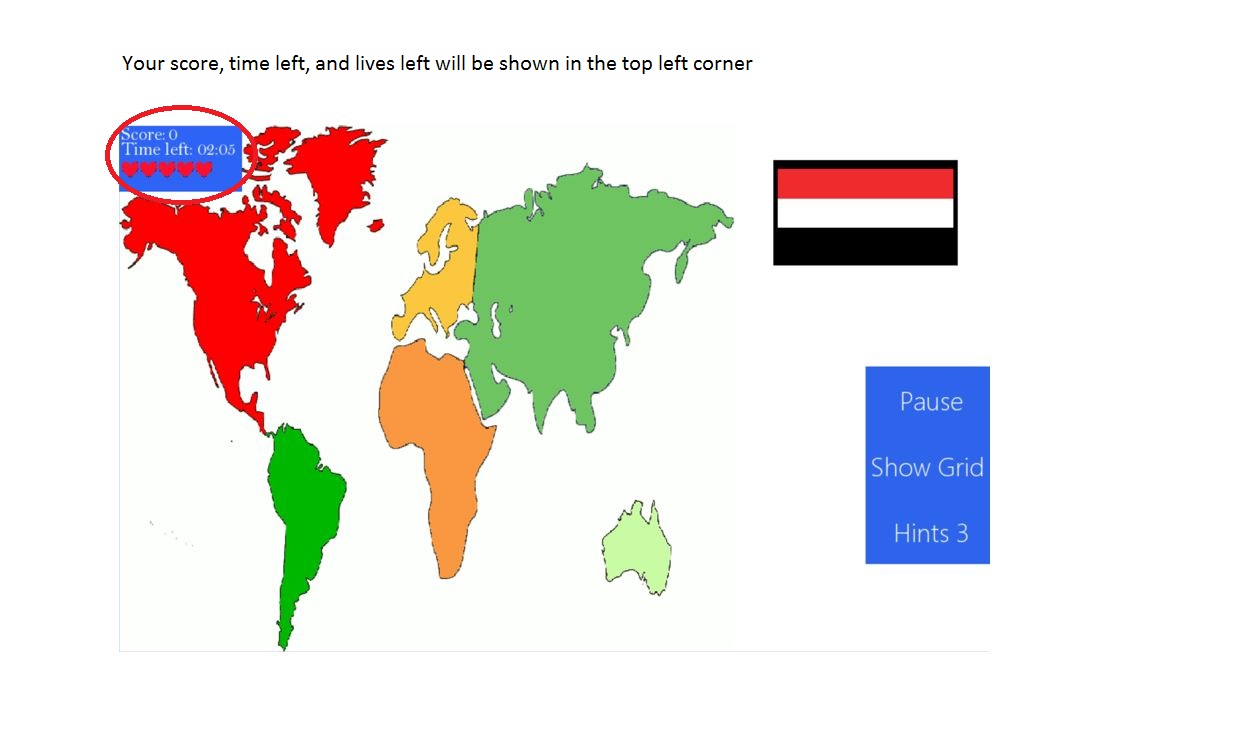 Your score, time left, and lives left will be shown in the top left corner
Score: 0
Time left: 02:05
Pause
Show Grid
Hints 3